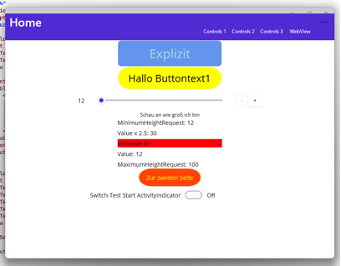 Home
Controls 1 Controls 2 Controls 3 WebView
Explizit
Hallo Buttontext1
12
- +
Schau an wie groß ich bin
MinimumHeightRequest: 12
Value x 2.5: 30
Value: 12
MaximumHeightRequest: 100
Zur zweiten Seite
Switch-Test Start ActivityIndicator Off